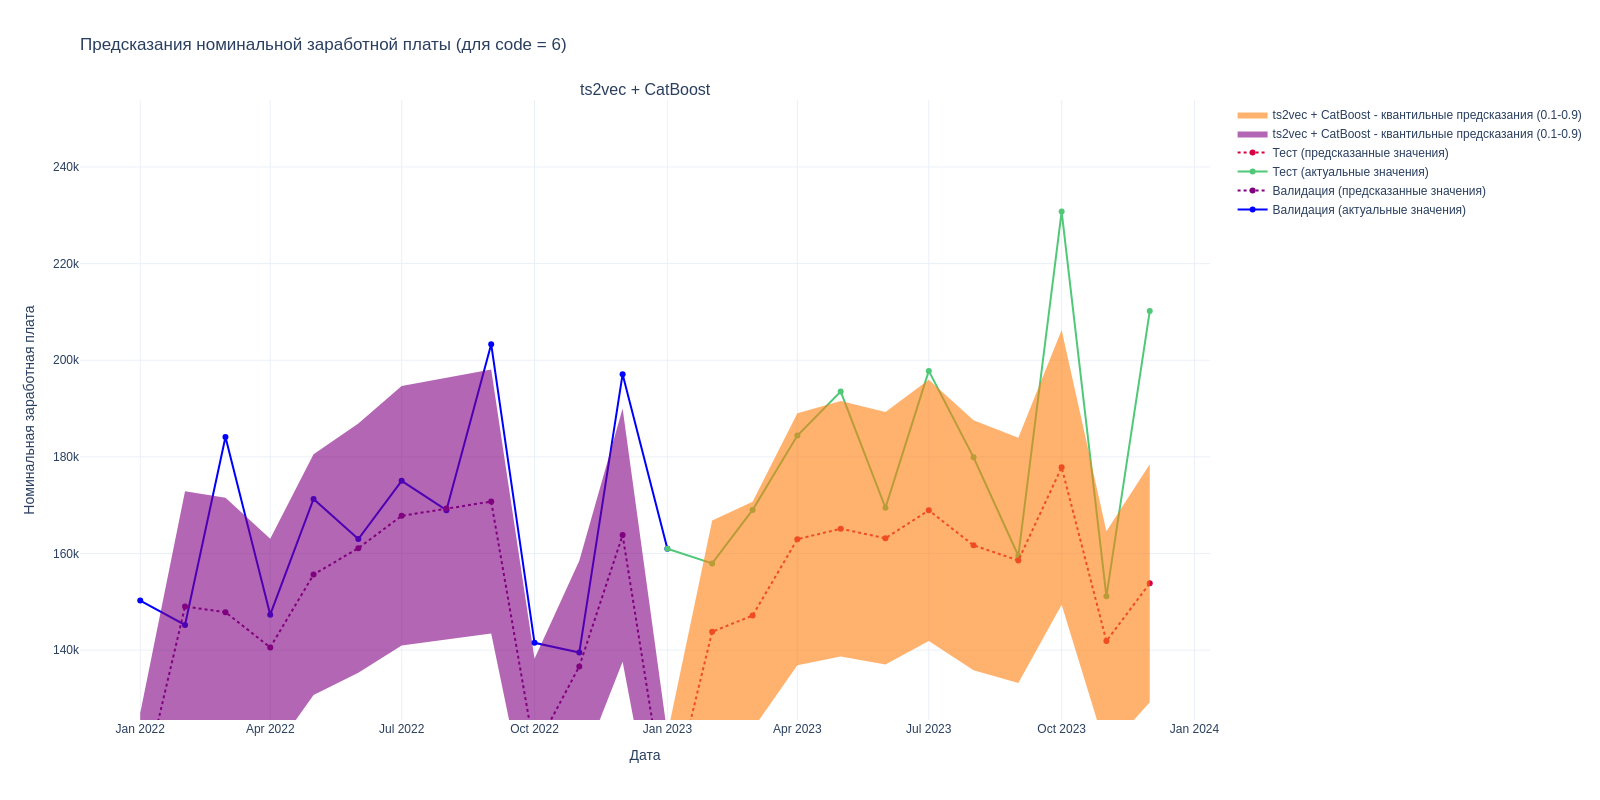 Предсказания номинальной заработной платы (для code = 6)
ts2vec + CatBoost
ts2vec + CatBoost - квантильные предсказания (0.1-0.9)
ts2vec + CatBoost - квантильные предсказания (0.1-0.9)
Тест (предсказанные значения)
Тест (актуальные значения)
Валидация (предсказанные значения)
Валидация (актуальные значения)
Номинальная заработная плата
240k
220k
200k
180k
160k
140k
Jan 2022
Apr 2022
Jul 2022
Oct 2022
Jan 2023
Apr 2023
Jul 2023
Oct 2023
Jan 2024
Дата